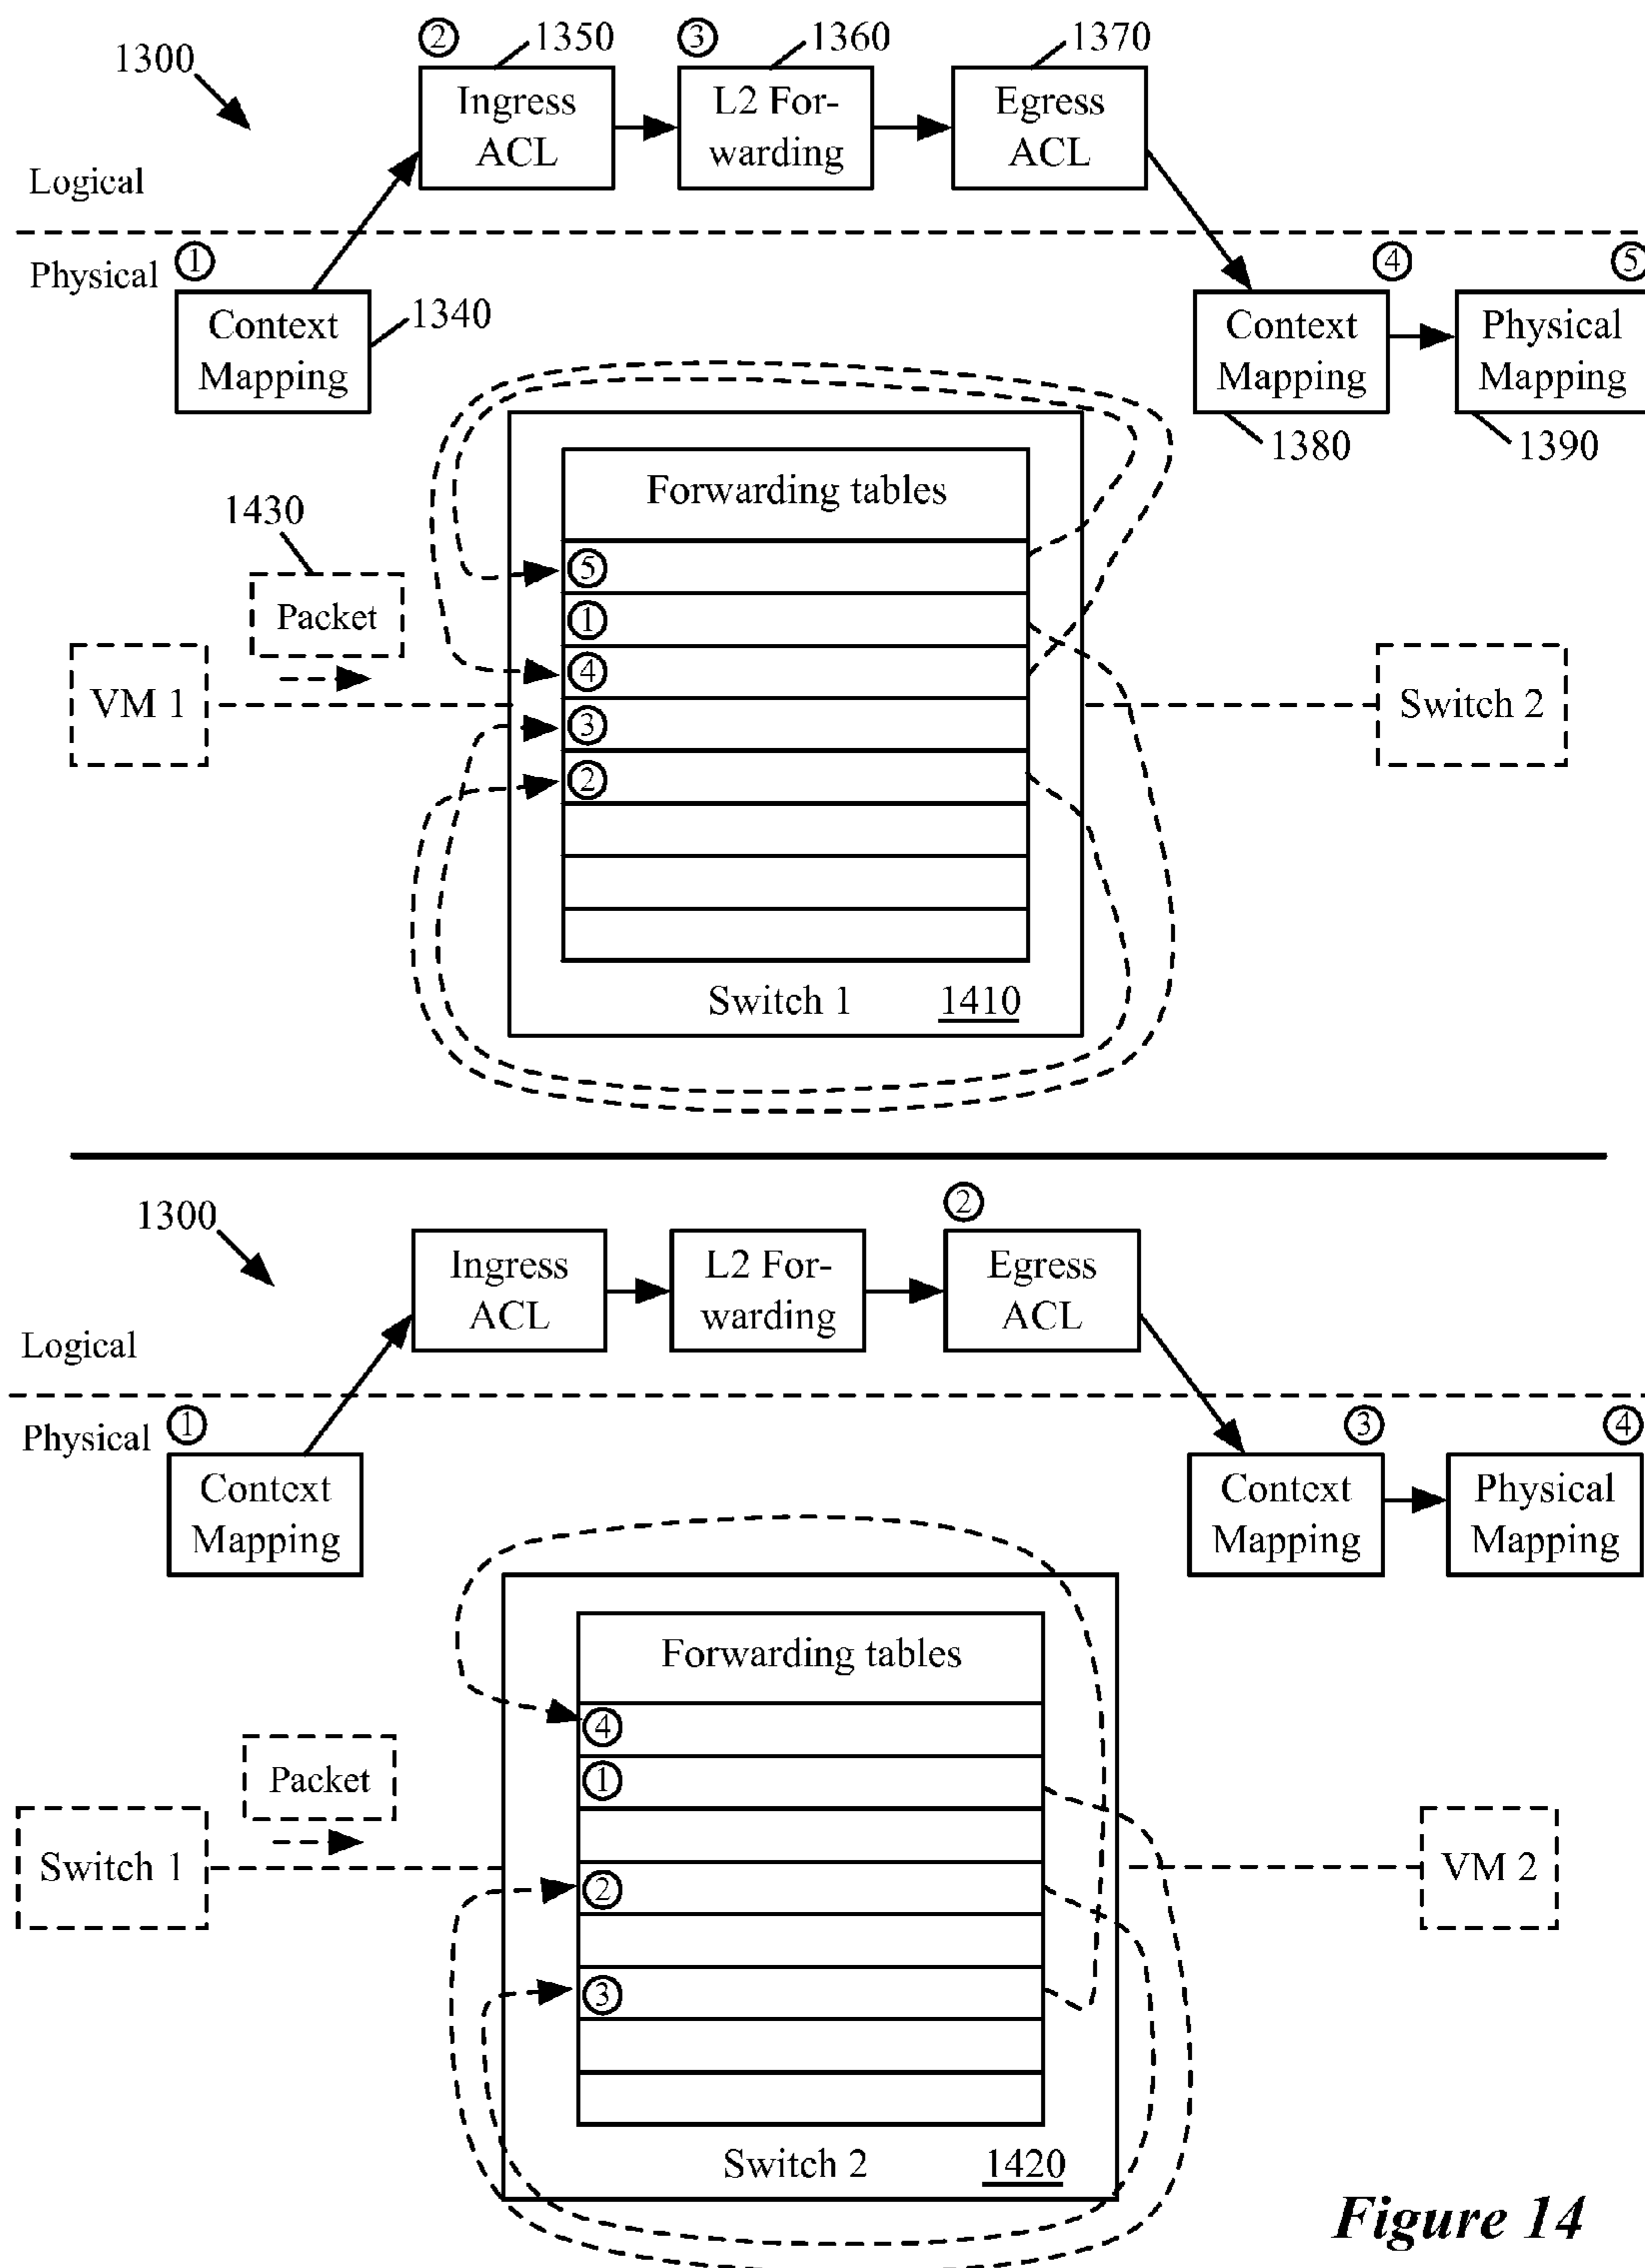 ② 1350 ③ 1360 1370
1300
Ingress
ACL
L2 For-
warding
Egress
ACL
Logical
Physical
①
④
⑤
Context
Mapping
1340
Context
Mapping
Physical
Mapping
1380
1390
Forwarding tables
1430
Packet
⑤
①
④
③
②
VM 1
Switch 2
Switch 1 1410
②
1300
Ingress
ACL
L2 For-
warding
Egress
ACL
Logical
Physical
①
③
④
Context
Mapping
Context
Mapping
Physical
Mapping
Forwarding tables
Packet
④
①
②
③
Switch 1
VM 2
Switch 2 1420
Figure 14